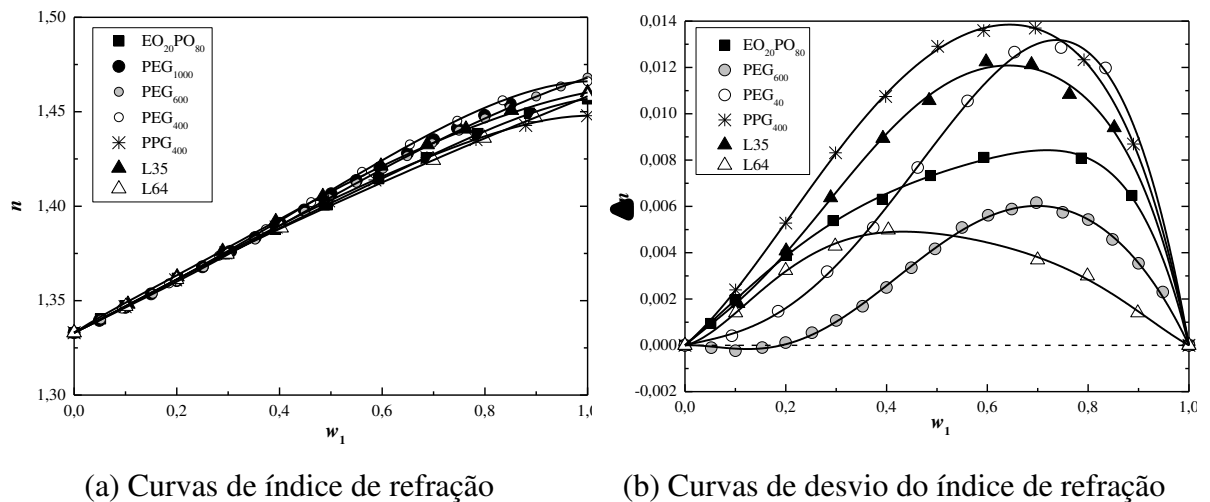 1,50
1,45
1,40
1,35
1,30
n
0,0
0,2
0,4
0,6
0,8
1,0
w₁
EO₂₀PO₈₀
PEG₁₀₀₀
PEG₆₀₀
PEG₄₀₀
PPG₄₀₀
L35
L64
(a) Curvas de índice de refração
0,014
0,012
0,010
0,008
0,006
0,004
0,002
0,000
-0,002
n
0,0
0,2
0,4
0,6
0,8
1,0
w₁
EO₂₀PO₈₀
PEG₆₀₀
PEG₄₀
PPG₄₀₀
L35
L64
(b) Curvas de desvio do índice de refração